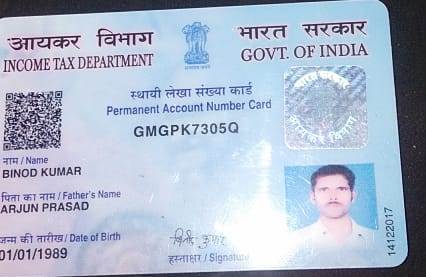 आयकर विभाग
INCOME TAX DEPARTMENT
भारत सरकार
GOVT. OF INDIA
स्थायी लेखा संख्या कार्ड
Permanent Account Number Card
GMGPK7305Q
नाम / Name
BINOD KUMAR
पिता का नाम / Father's Name
ARJUN PRASAD
जन्म की तारीख / Date of Birth
01/01/1989
हस्ताक्षर / Signature
14122017